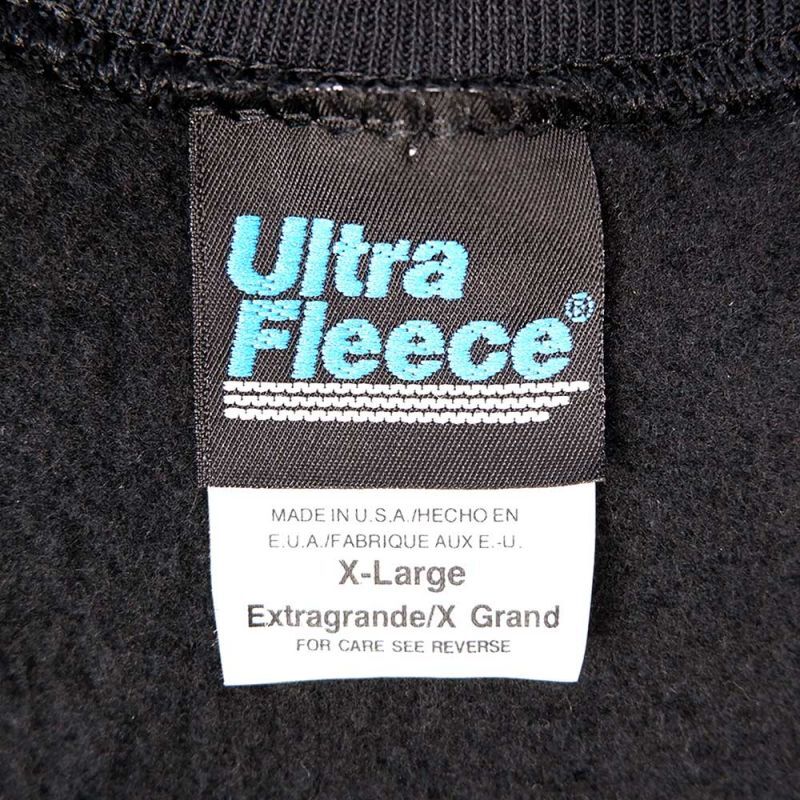 Ultra
Fleece®
MADE IN U.S.A./HECHO EN
E.U.A./FABRIQUE AUX E.-U.
X-Large
Extragrande/X Grand
FOR CARE SEE REVERSE